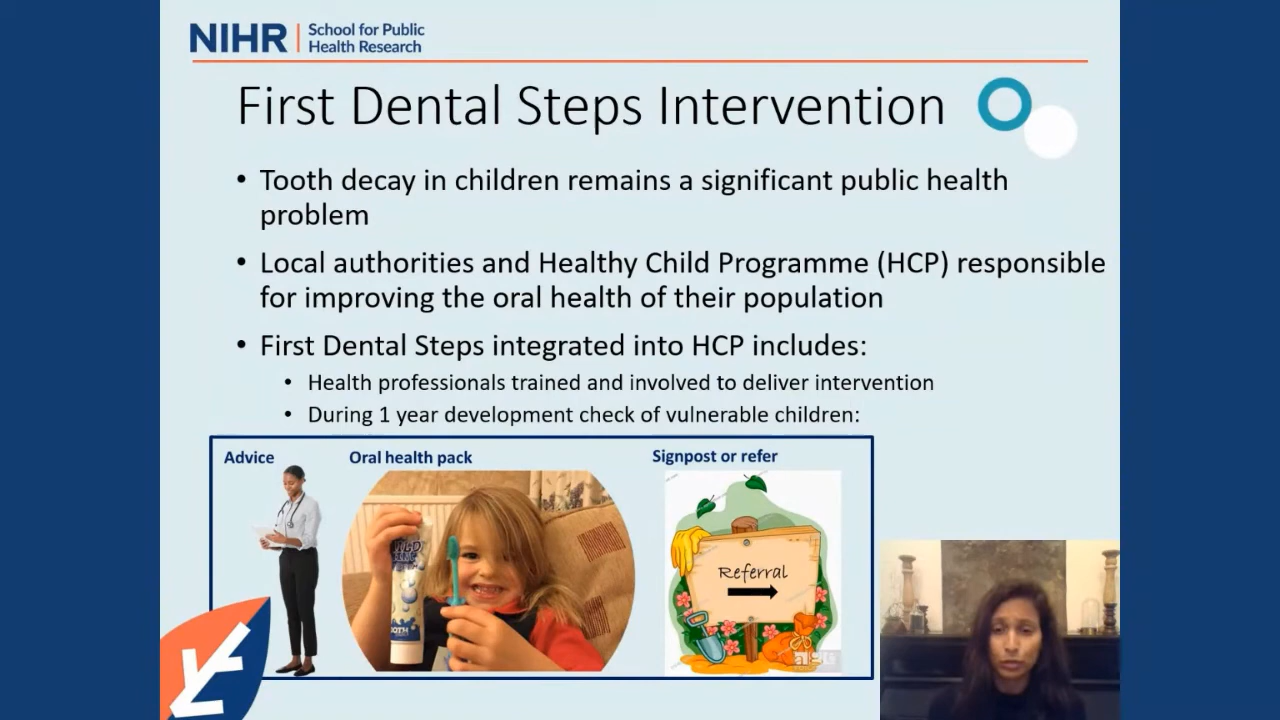 NIHR | School for Public
Health Research
First Dental Steps Intervention
• Tooth decay in children remains a significant public health
problem
• Local authorities and Healthy Child Programme (HCP) responsible
for improving the oral health of their population
• First Dental Steps integrated into HCP includes:
• Health professionals trained and involved to deliver intervention
• During 1 year development check of vulnerable children:
Advice
Oral health pack
Signpost or refer
Referral